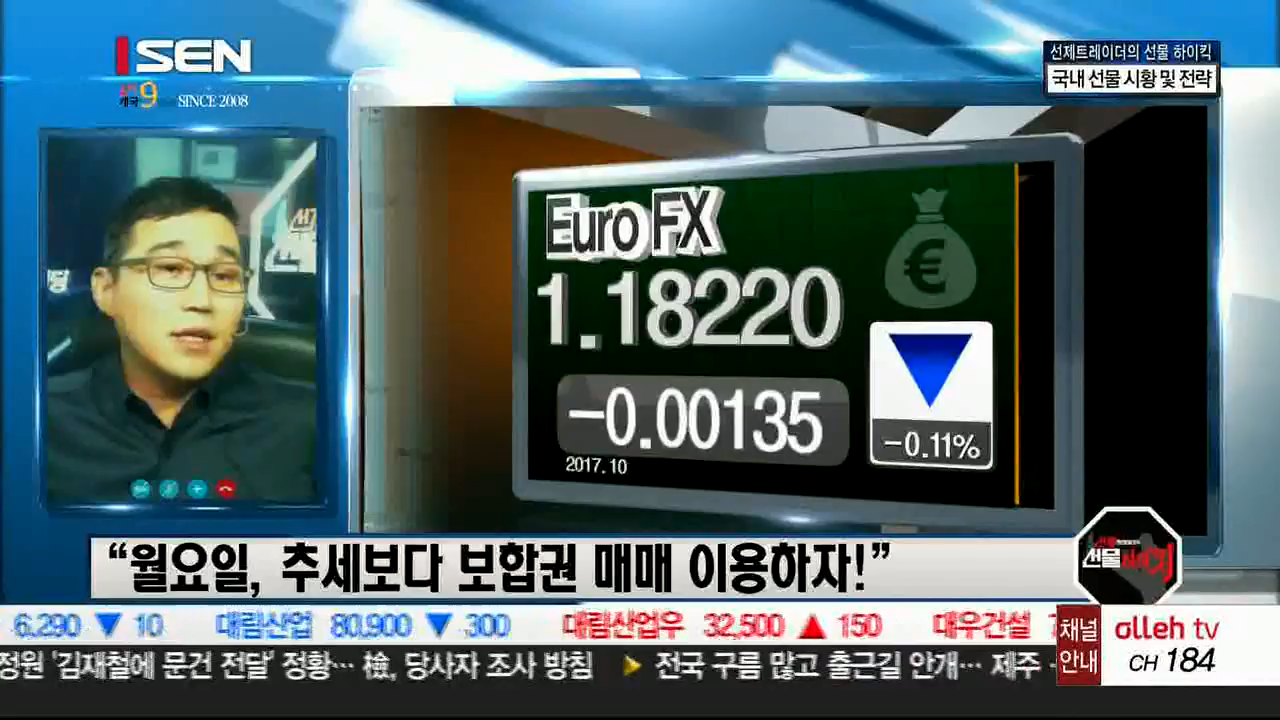 SEN
개국 9 SINCE 2008
선제트레이더의 선물 하이킥
국내 선물 시황 및 전략
Euro FX
1.18220
-0.00135
-0.11%
2017.10
“월요일, 추세보다 보합권 매매 이용하자!”
선물
6.290 ▼ 10 대림산업 80,900 ▼ 300 대림산업우 32,500 ▲ 150 대우건설
정원 '김재철에 문건 전달' 정황… 檢, 당사자 조사 방침 ▶ 전국 구름 많고 출근길 안개… 제주
채널
안내
olleh tv
CH 184